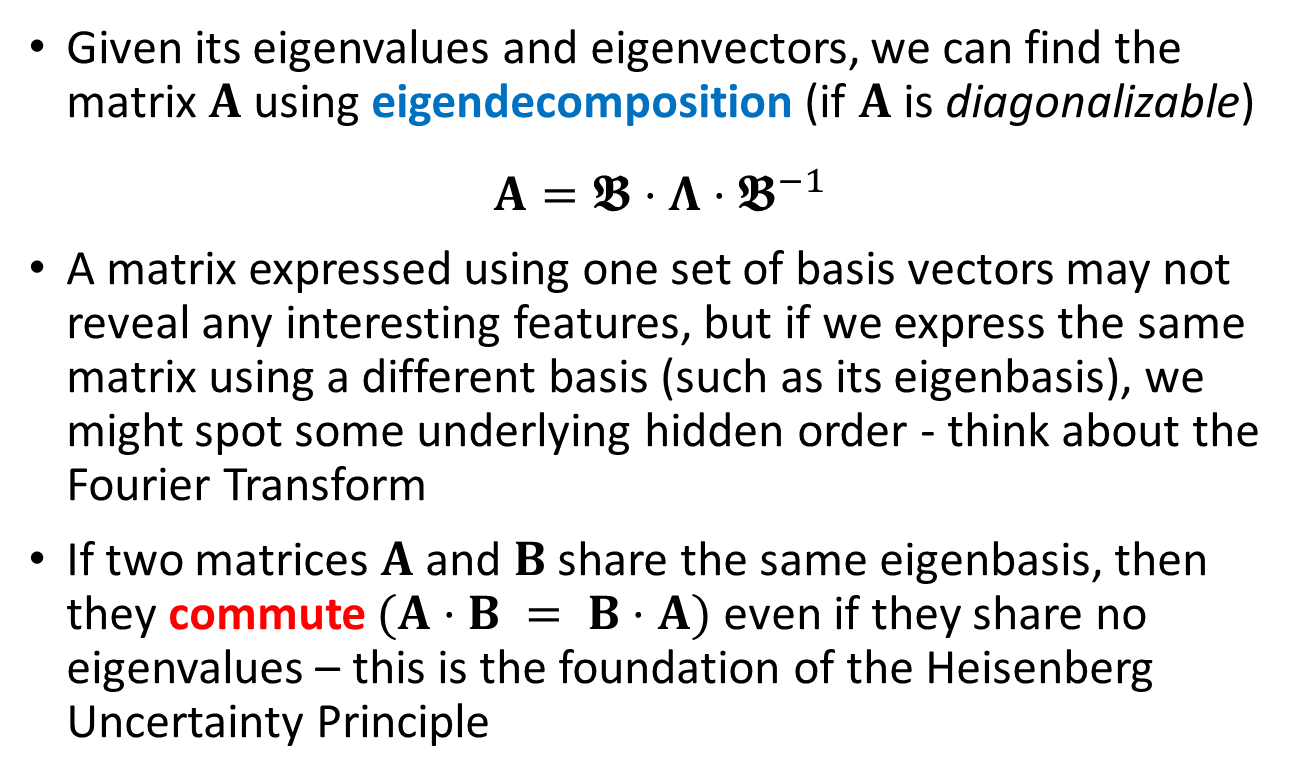 • Given its eigenvalues and eigenvectors, we can find the
matrix 𝐀 using eigendecomposition (if 𝐀 is diagonalizable)
𝐀 = 𝕭 · 𝚲 · 𝕭⁻¹
• A matrix expressed using one set of basis vectors may not
reveal any interesting features, but if we express the same
matrix using a different basis (such as its eigenbasis), we
might spot some underlying hidden order - think about the
Fourier Transform
• If two matrices 𝐀 and 𝐁 share the same eigenbasis, then
they commute (𝐀 · 𝐁 = 𝐁 · 𝐀) even if they share no
eigenvalues – this is the foundation of the Heisenberg
Uncertainty Principle